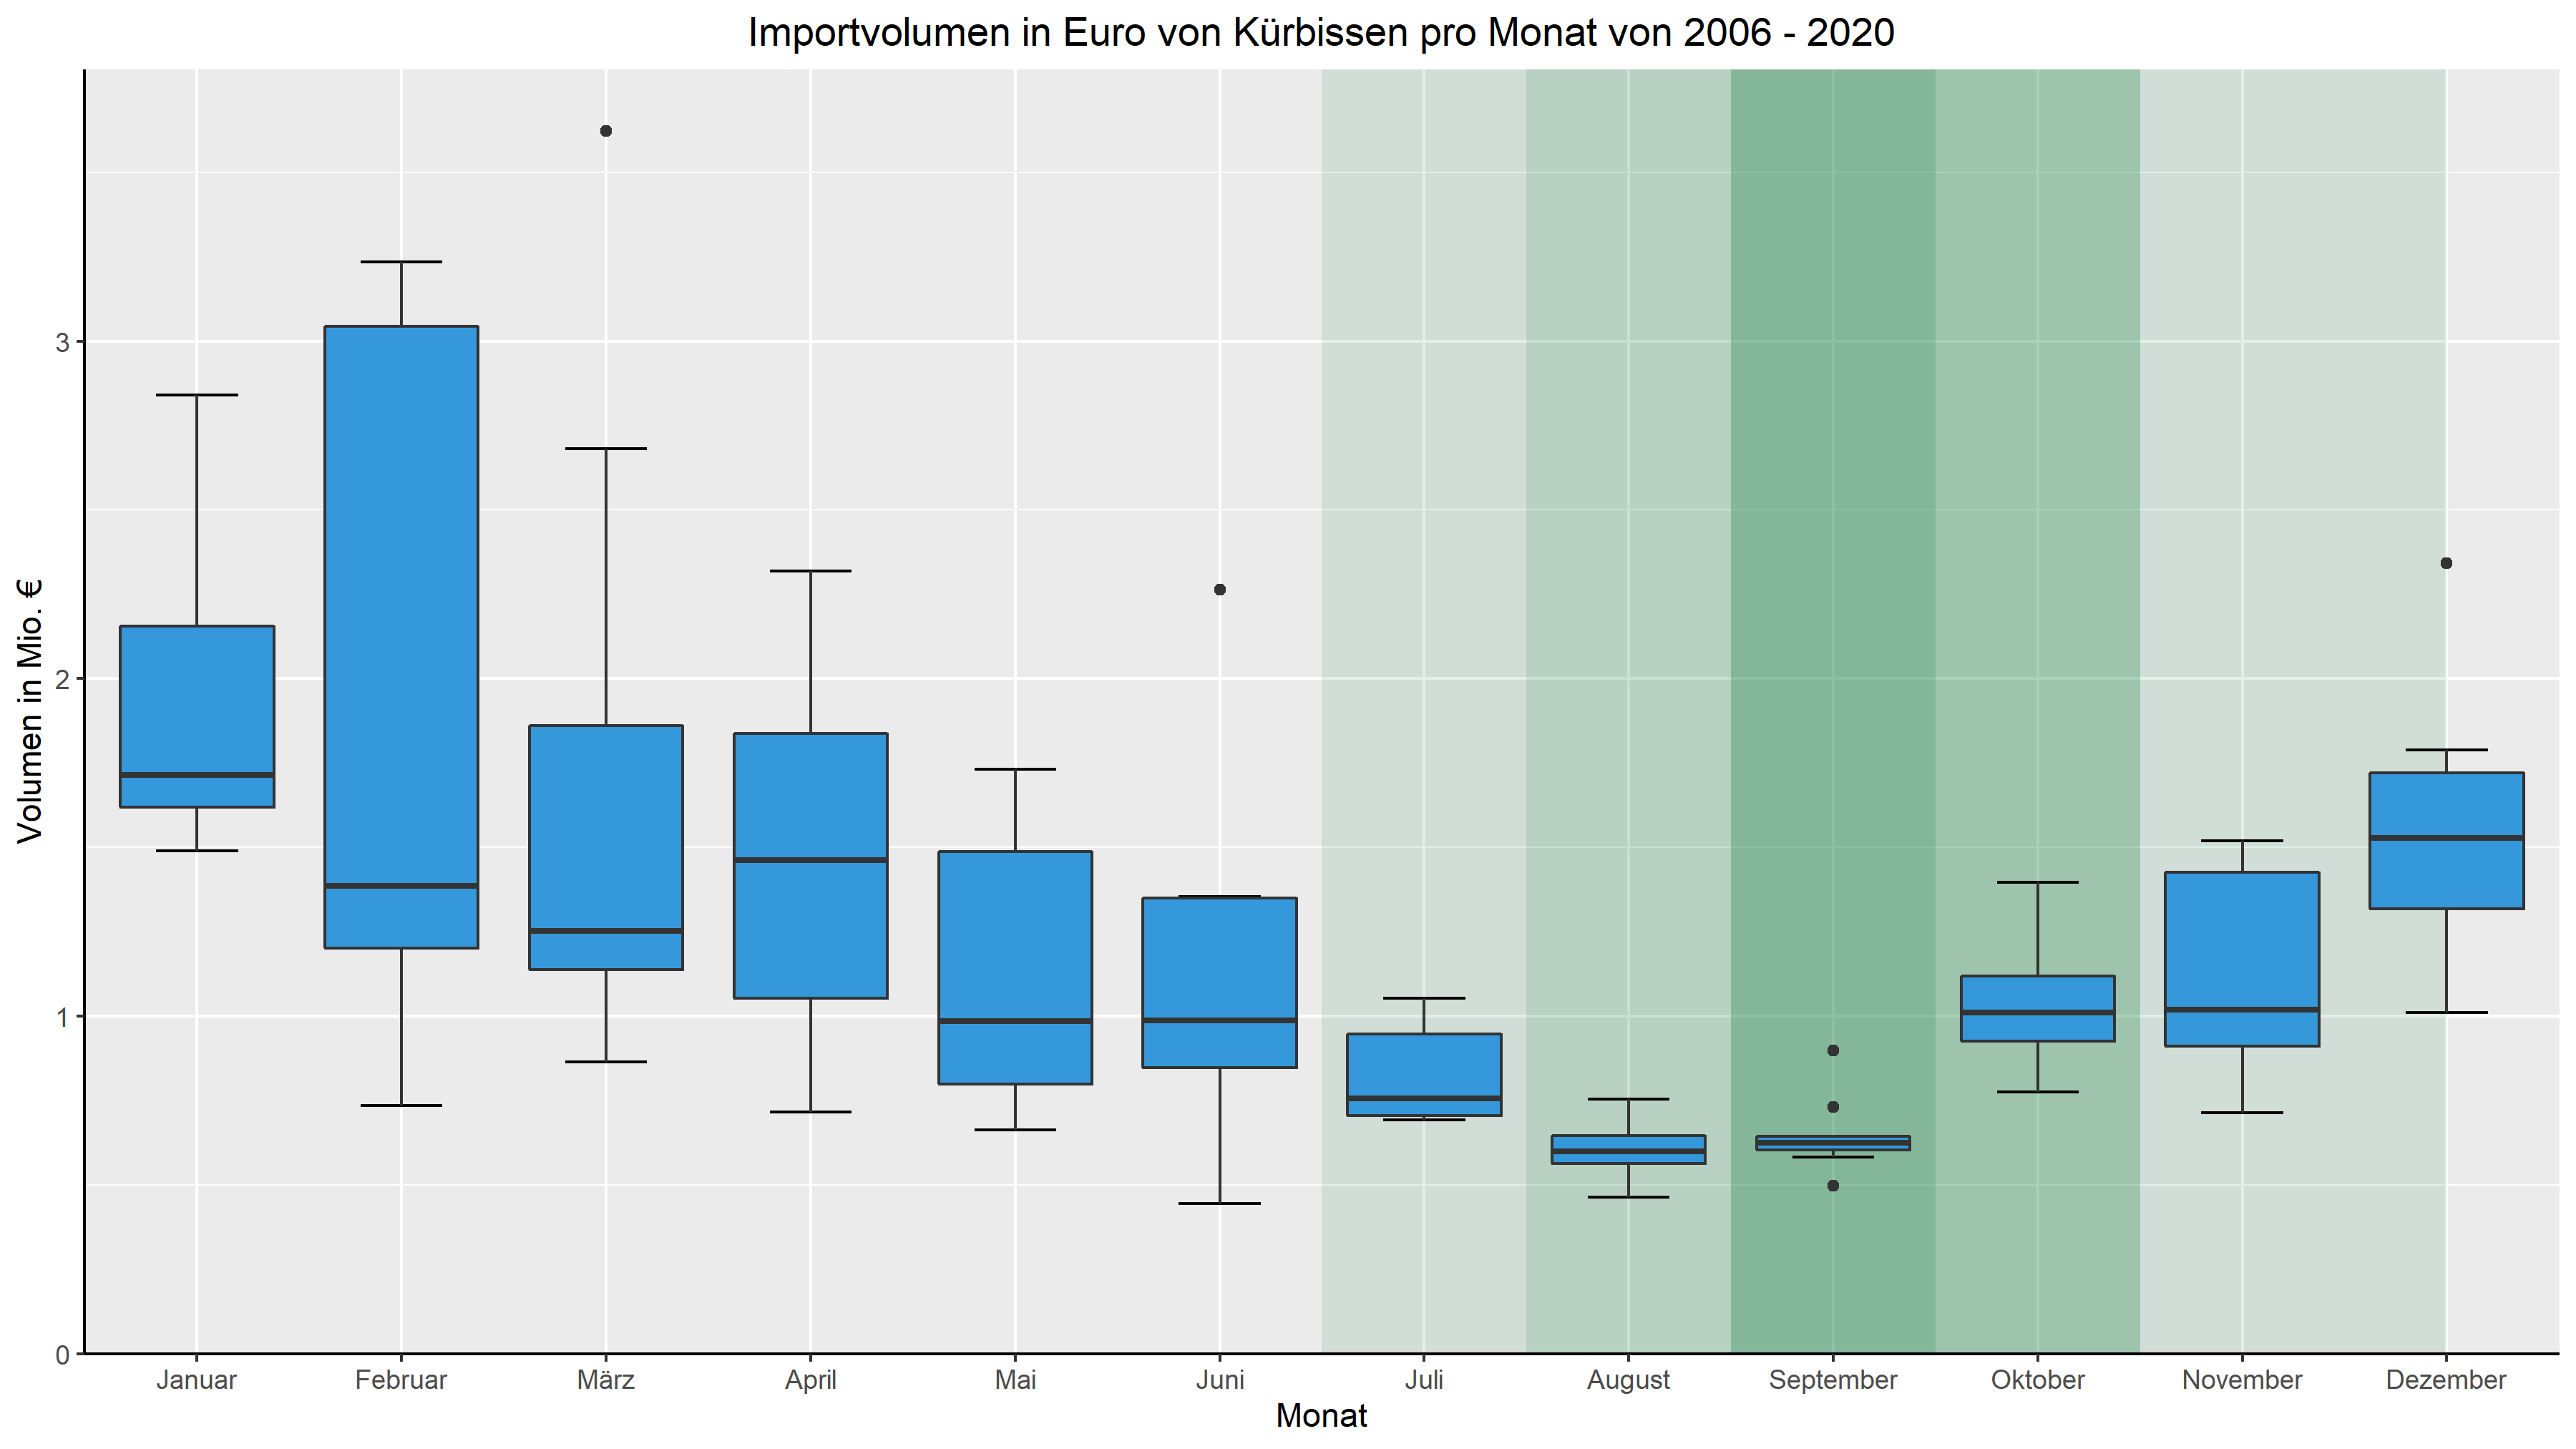 Importvolumen in Euro von Kürbissen pro Monat von 2006 - 2020
Volumen in Mio. €
3
2
1
0
Januar Februar März April Mai Juni Juli August September Oktober November Dezember
Monat